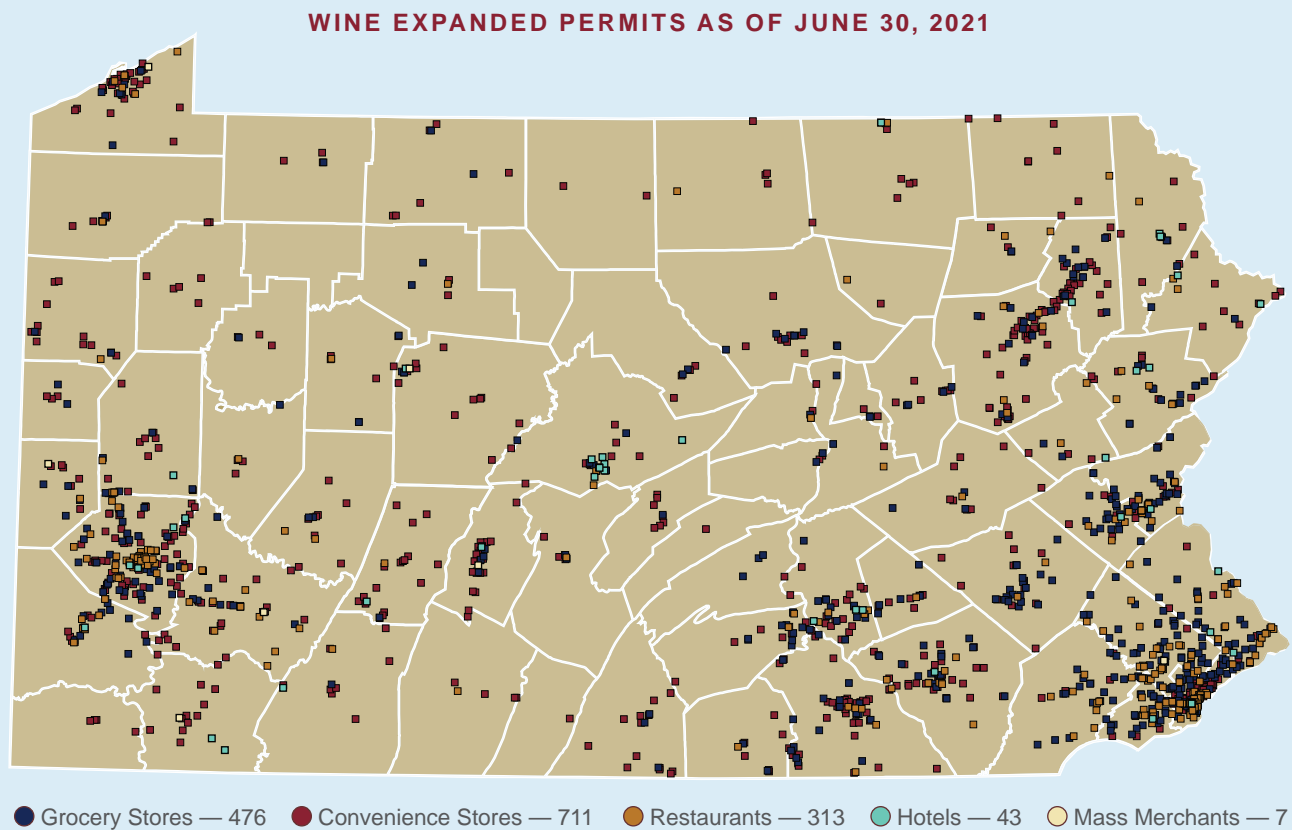 WINE EXPANDED PERMITS AS OF JUNE 30, 2021
Grocery Stores — 476 Convenience Stores — 711 Restaurants — 313 Hotels — 43 Mass Merchants — 7